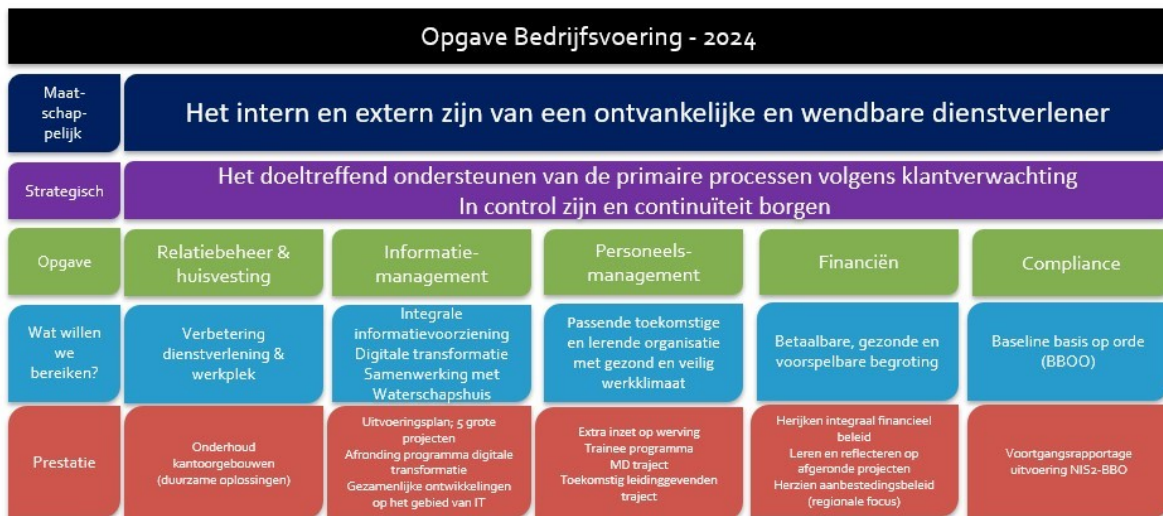 Opgave Bedrijfsvoering - 2024
Maat-
schap-
pelijk
Het intern en extern zijn van een ontvankelijke en wendbare dienstverlener
Strategisch
Het doeltreffend ondersteunen van de primaire processen volgens klantverwachting
In control zijn en continuïteit borgen
Opgave
Relatiebeheer &
huisvesting
Informatie-
management
Personeels-
management
Financiën
Compliance
Wat willen
we
bereiken?
Verbetering
dienstverlening &
werkplek
Integrale
informatievoorziening
Digitale transformatie
Samenwerking met
Waterschapshuis
Passende toekomstige
en lerende organisatie
met gezond en veilig
werkklimaat
Betaalbare, gezonde en
voorspelbare begroting
Baseline basis op orde
(BBOO)
Prestatie
Onderhoud
kantoorgebouwen
(duurzame oplossingen)
Uitvoeringsplan; 5 grote
projecten
Afronding programma digitale
transformatie
Gezamenlijke ontwikkelingen
op het gebied van IT
Extra inzet op werving
Trainee programma
MD traject
Toekomstig leidinggevenden
traject
Herijken integraal financieel
beleid
Leren en reflecteren op
afgeronde projecten
Herzien aanbestedingsbeleid
(regionale focus)
Voortgangsrapportage
uitvoering NIS2-BBO